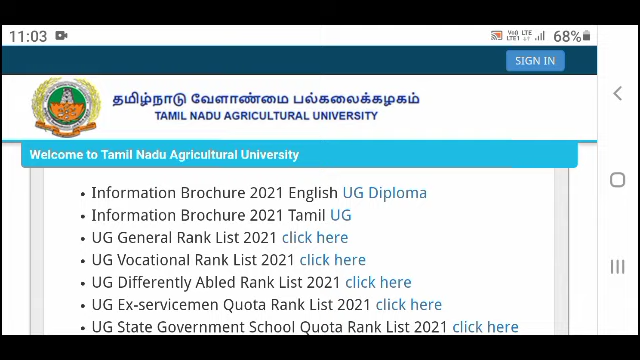 11:03 VoD LTE LTE1 68%
SIGN IN
தமிழ்நாடு வேளாண்மை பல்கலைக்கழகம்
TAMIL NADU AGRICULTURAL UNIVERSITY
Welcome to Tamil Nadu Agricultural University
• Information Brochure 2021 English UG Diploma
• Information Brochure 2021 Tamil UG
• UG General Rank List 2021 click here
• UG Vocational Rank List 2021 click here
• UG Differently Abled Rank List 2021 click here
• UG Ex-servicemen Quota Rank List 2021 click here
• UG State Government School Quota Rank List 2021 click here